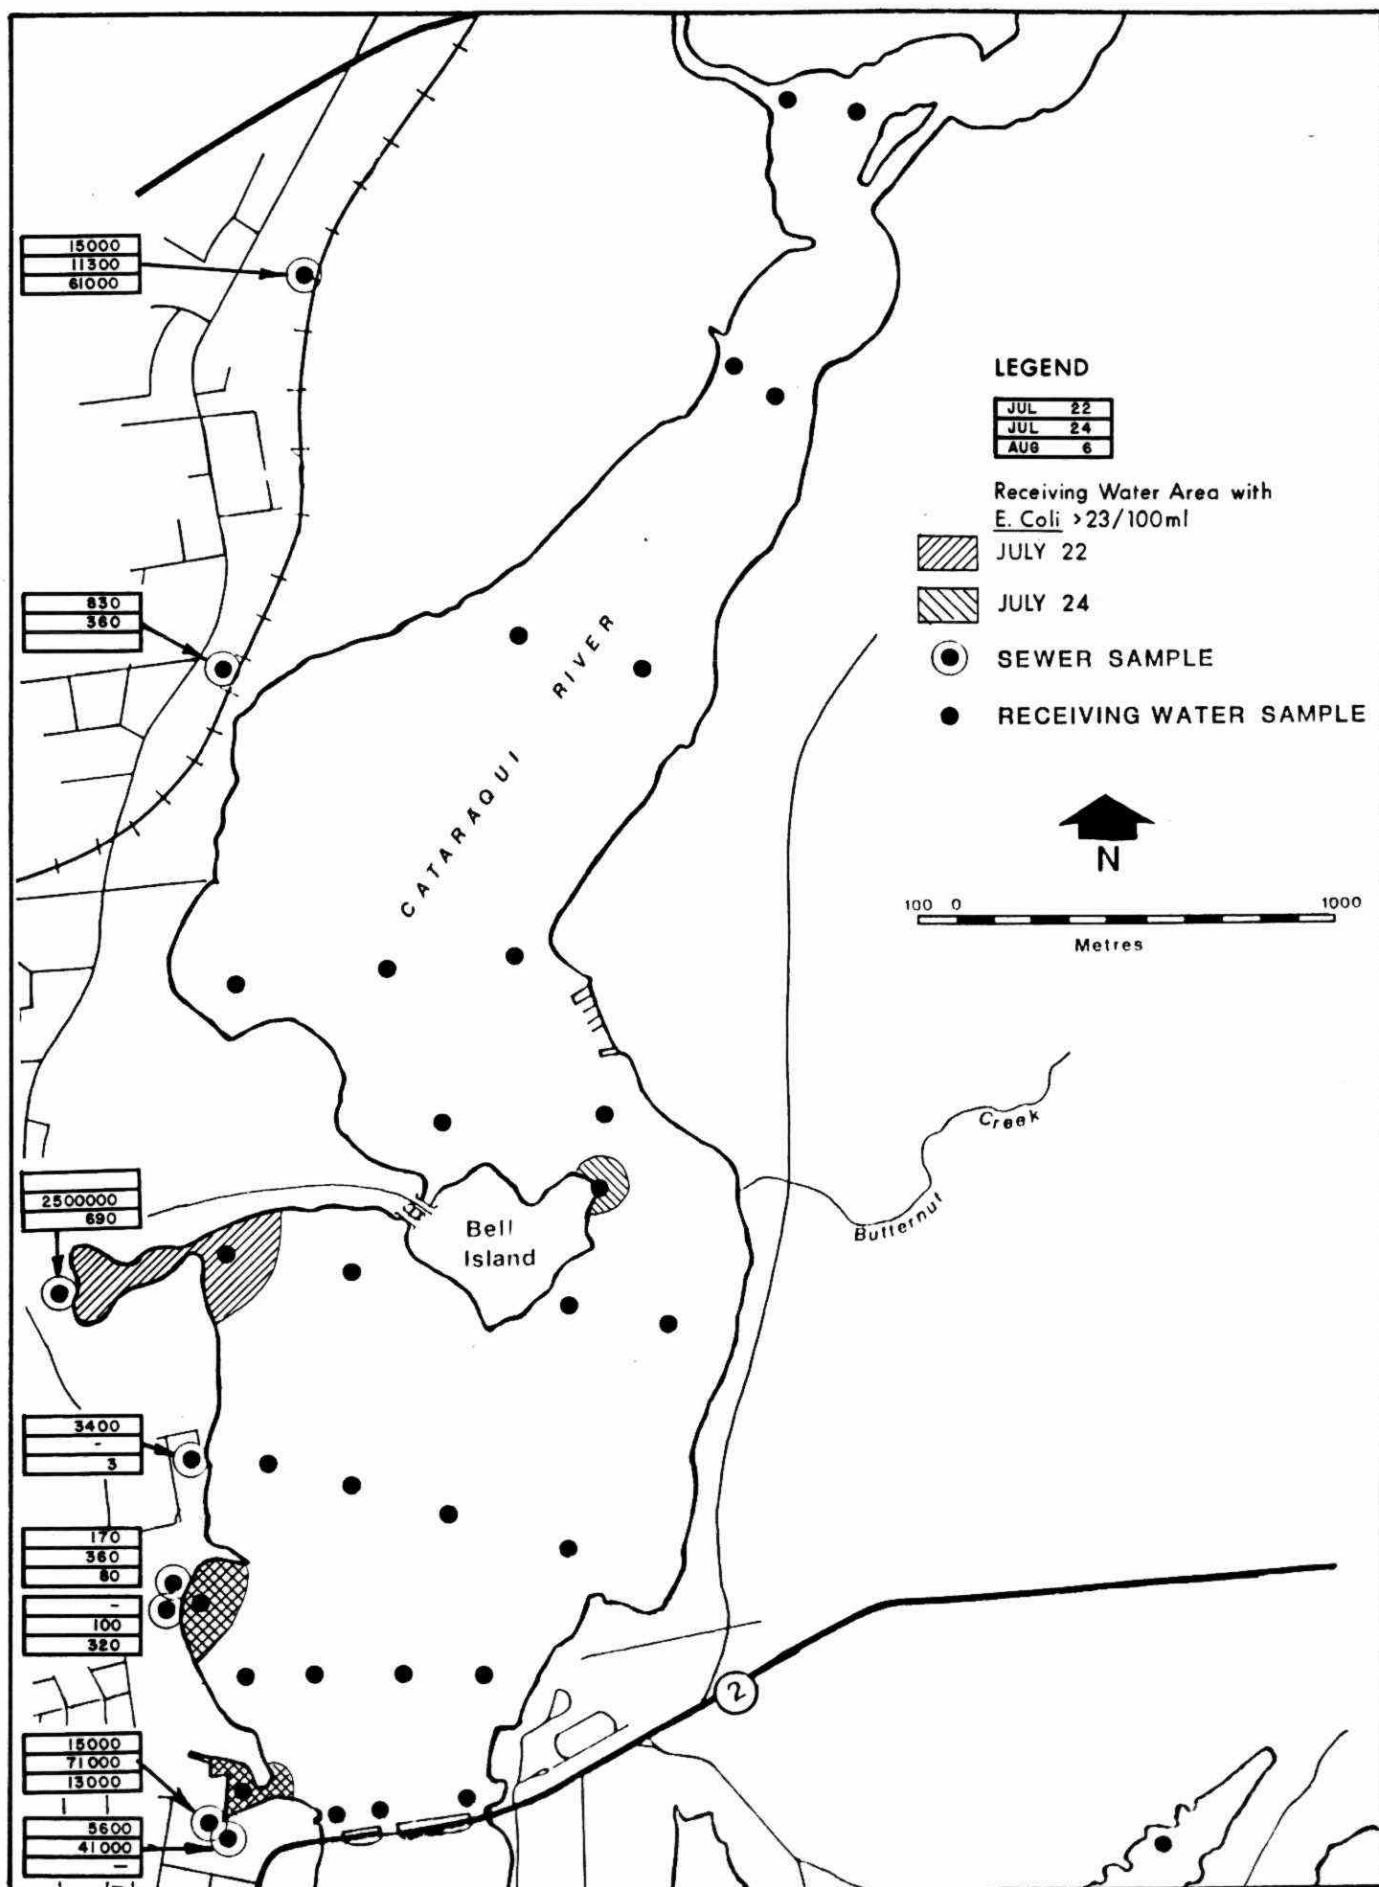 15000
11300
61000
LEGEND
JUL 22
JUL 24
AUG 6
Receiving Water Area with
E. Coli >23/100ml
JULY 22
JULY 24
SEWER SAMPLE
RECEIVING WATER SAMPLE
830
360
CATARAQUI RIVER
N
100 0 1000
Metres
Butternut Creek
2500000
690
Bell
Island
3400
-
3
170
360
80
-
100
320
2
15000
71000
13000
5600
41000
-